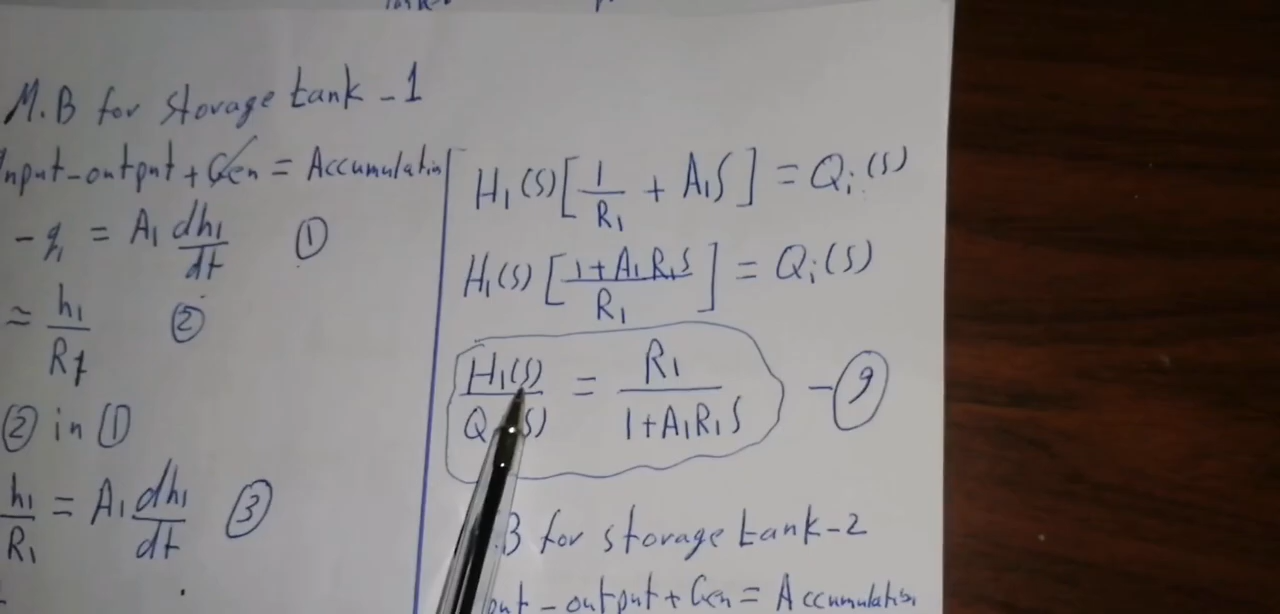 M.B for storage tank - 1
Input - output + Gen = Accumulation
- q1 = A1 dh1/dt ①
= h1/R1 ②
② in ①
h1/R1 = A1 dh1/dt ③
H1(S) [1/R1 + A1S] = Qi(S)
H1(S) [1 + A1R1S / R1] = Qi(S)
H1(S)/Q (S) = R1/1 + A1R1S - ⑨
B for storage tank - 2
put - output + Gen = Accumulation